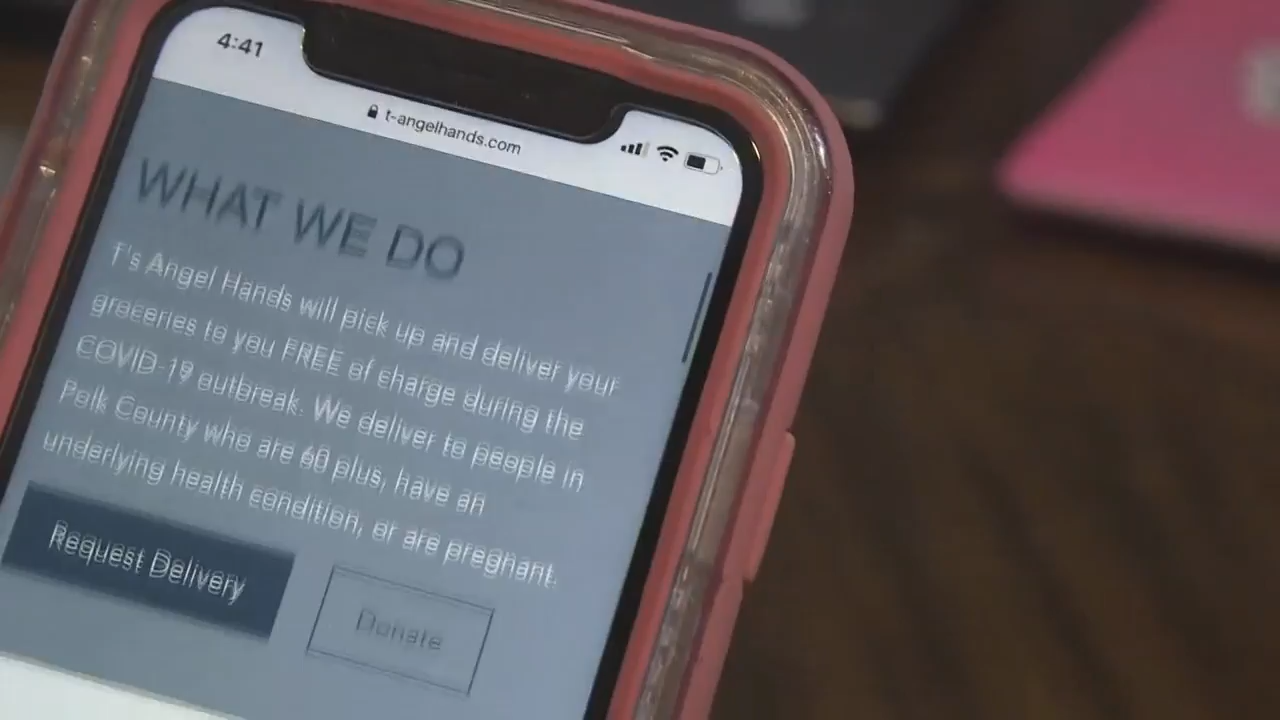 4:41
t-angelhands.com
WHAT WE DO
T's Angel Hands will pick up and deliver your
groceries to you FREE of charge during the
COVID-19 outbreak. We deliver to people in
Polk County who are 60 plus, have an
underlying health condition, or are pregnant.
Request Delivery
Donate